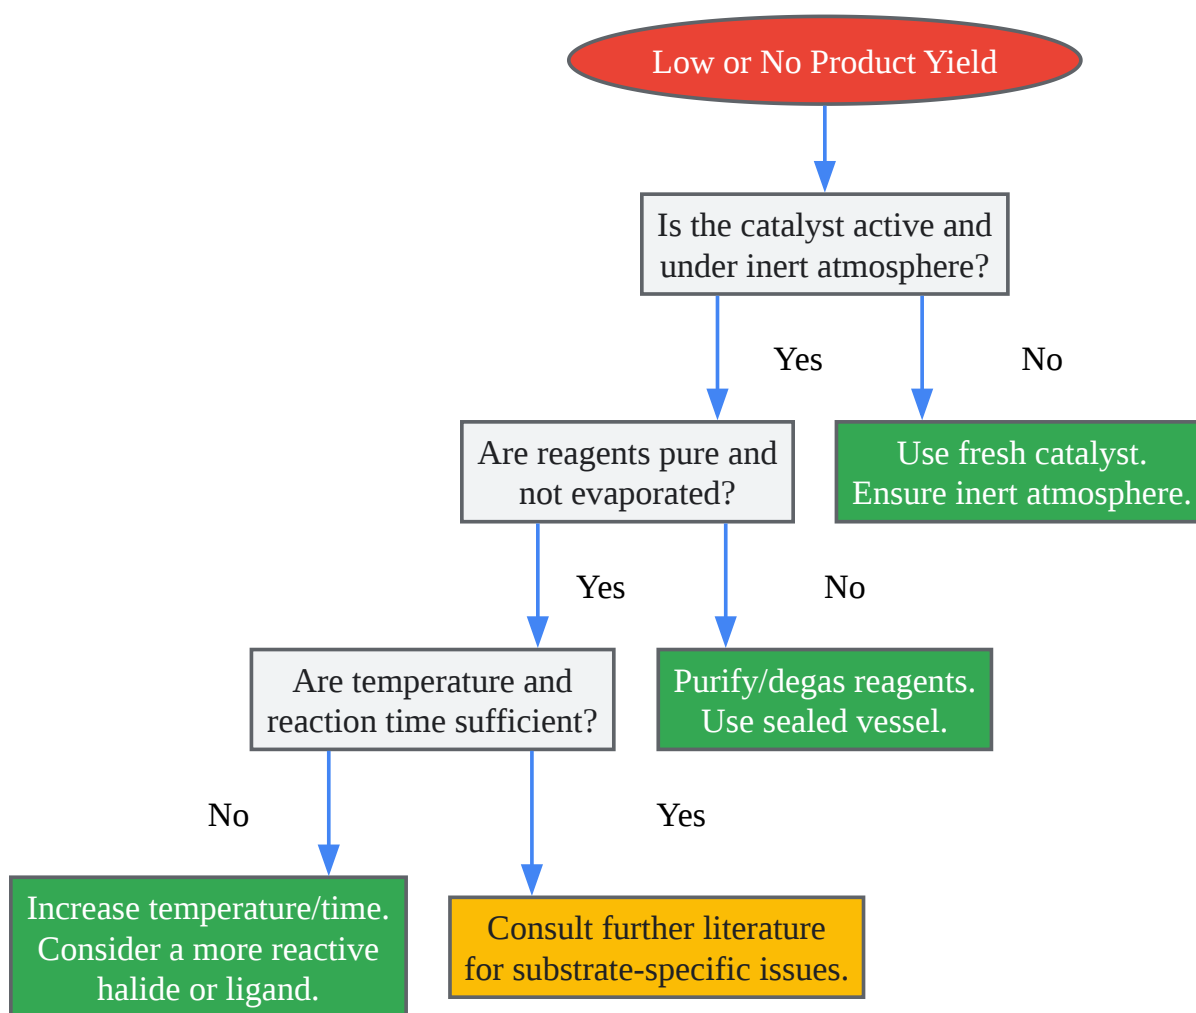 Low or No Product Yield
Is the catalyst active and
under inert atmosphere?
Yes
No
Are reagents pure and
not evaporated?
Use fresh catalyst.
Ensure inert atmosphere.
Yes
No
Are temperature and
reaction time sufficient?
Purify/degas reagents.
Use sealed vessel.
No
Yes
Increase temperature/time.
Consider a more reactive
halide or ligand.
Consult further literature
for substrate-specific issues.